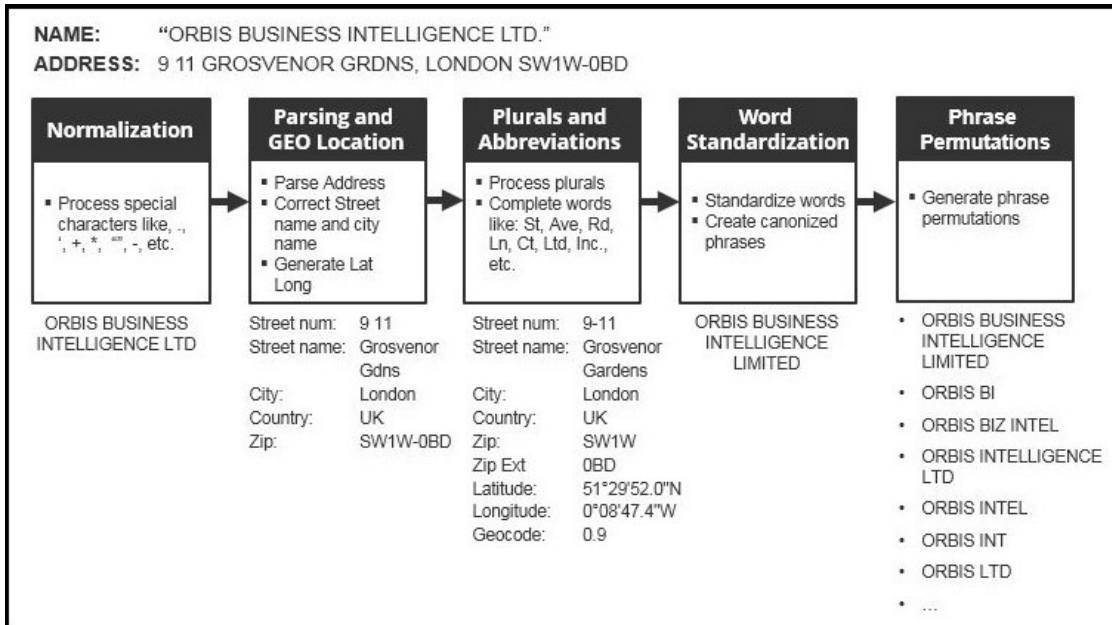 NAME: “ORBIS BUSINESS INTELLIGENCE LTD.”
ADDRESS: 9 11 GROSVENOR GRDNS, LONDON SW1W-0BD
Normalization
▪ Process special
characters like, .,
‘, +, *, “”, -, etc.
ORBIS BUSINESS
INTELLIGENCE LTD
Parsing and
GEO Location
▪ Parse Address
▪ Correct Street
name and city
name
▪ Generate Lat
Long
Street num: 9 11
Street name: Grosvenor
Gdns
City: London
Country: UK
Zip: SW1W-0BD
Plurals and
Abbreviations
▪ Process plurals
▪ Complete words
like: St, Ave, Rd,
Ln, Ct, Ltd, Inc.,
etc.
Street num: 9-11
Street name: Grosvenor
Gardens
City: London
Country: UK
Zip: SW1W
Zip Ext 0BD
Latitude: 51°29'52.0"N
Longitude: 0°08'47.4"W
Geocode: 0.9
Word
Standardization
▪ Standardize words
▪ Create canonized
phrases
ORBIS BUSINESS
INTELLIGENCE
LIMITED
Phrase
Permutations
▪ Generate phrase
permutations
• ORBIS BUSINESS
INTELLIGENCE
LIMITED
• ORBIS BI
• ORBIS BIZ INTEL
• ORBIS INTELLIGENCE
LTD
• ORBIS INTEL
• ORBIS INT
• ORBIS LTD
• ...